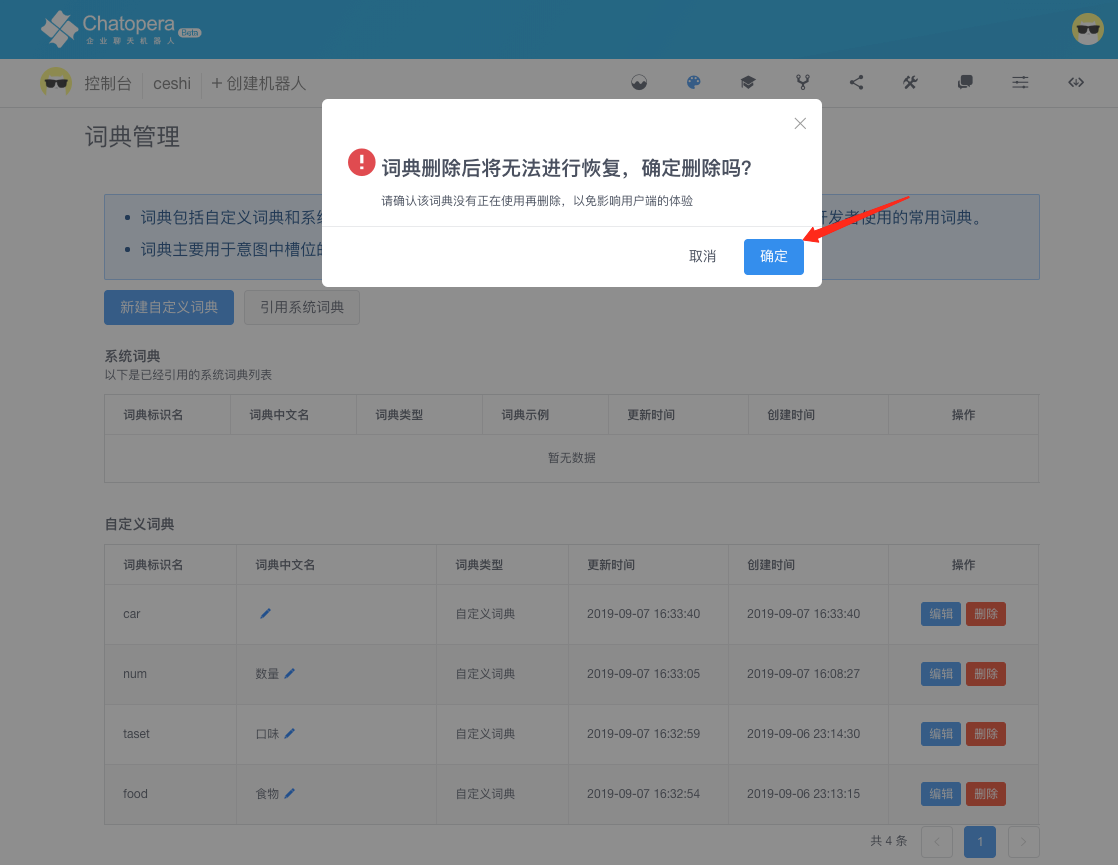 Chatopera Beta
企业聊天机器人
控制台 ceshi +创建机器人
词典管理
词典删除后将无法进行恢复，确定删除吗?
请确认该词典没有正在使用再删除，以免影响用户端的体验
取消 确定
词典包括自定义词典和系统 开发者使用的常用词典。
词典主要用于意图中槽位的
新建自定义词典 引用系统词典
系统词典
以下是已经引用的系统词典列表
词典标识名 词典中文名 词典类型 词典示例 更新时间 创建时间 操作
暂无数据
自定义词典
词典标识名 词典中文名 词典类型 更新时间 创建时间 操作
car 自定义词典 2019-09-07 16:33:40 2019-09-07 16:33:40 编辑 删除
num 数量 自定义词典 2019-09-07 16:33:05 2019-09-07 16:08:27 编辑 删除
taset 口味 自定义词典 2019-09-07 16:32:59 2019-09-06 23:14:30 编辑 删除
food 食物 自定义词典 2019-09-07 16:32:54 2019-09-06 23:13:15 编辑 删除
共 4 条 < 1 >